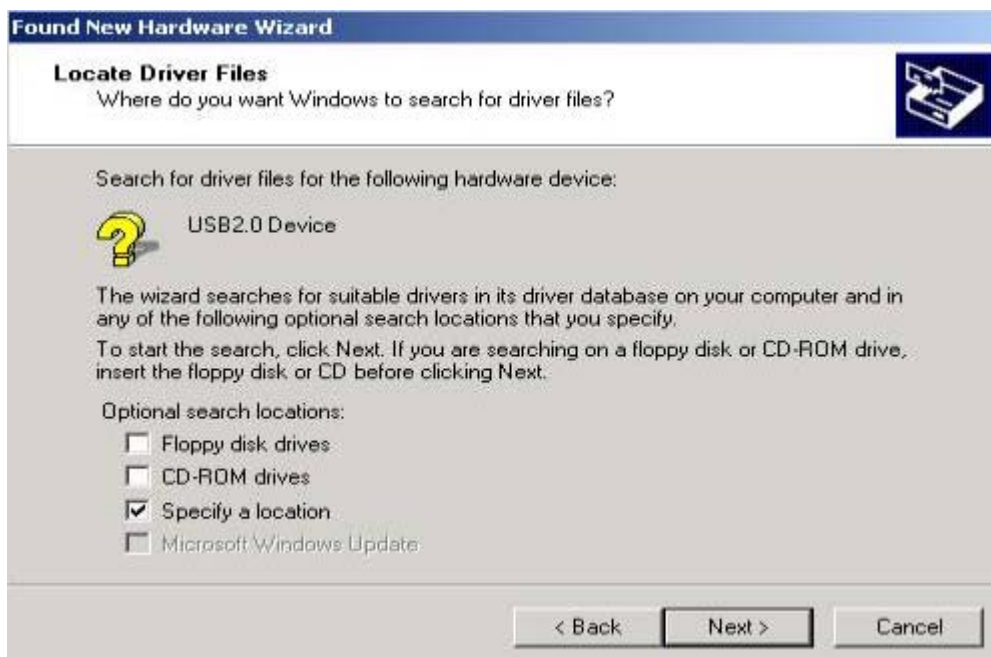 Found New Hardware Wizard
Locate Driver Files
Where do you want Windows to search for driver files?
Search for driver files for the following hardware device:
USB2.0 Device
The wizard searches for suitable drivers in its driver database on your computer and in
any of the following optional search locations that you specify.
To start the search, click Next. If you are searching on a floppy disk or CD-ROM drive,
insert the floppy disk or CD before clicking Next.
Optional search locations:
Floppy disk drives
CD-ROM drives
Specify a location
Microsoft Windows Update
< Back Next > Cancel